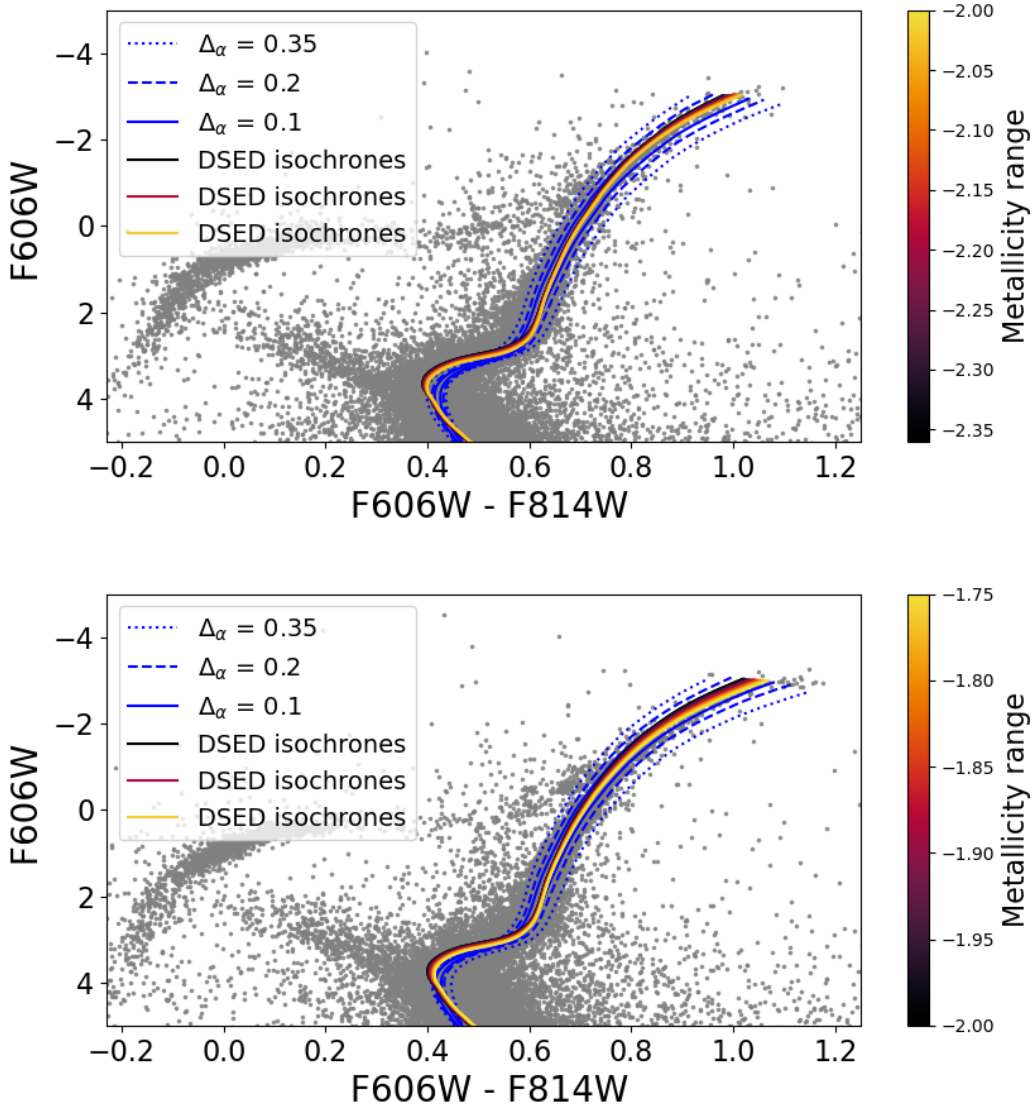 Δα = 0.35
Δα = 0.2
Δα = 0.1
DSED isochrones
DSED isochrones
DSED isochrones
F606W
−4
−2
0
2
4
−0.2 0.0 0.2 0.4 0.6 0.8 1.0 1.2
F606W - F814W
−2.00
−2.05
−2.10
−2.15
−2.20
−2.25
−2.30
−2.35
Metallicity range
Δα = 0.35
Δα = 0.2
Δα = 0.1
DSED isochrones
DSED isochrones
DSED isochrones
F606W
−4
−2
0
2
4
−0.2 0.0 0.2 0.4 0.6 0.8 1.0 1.2
F606W - F814W
−1.75
−1.80
−1.85
−1.90
−1.95
−2.00
Metallicity range